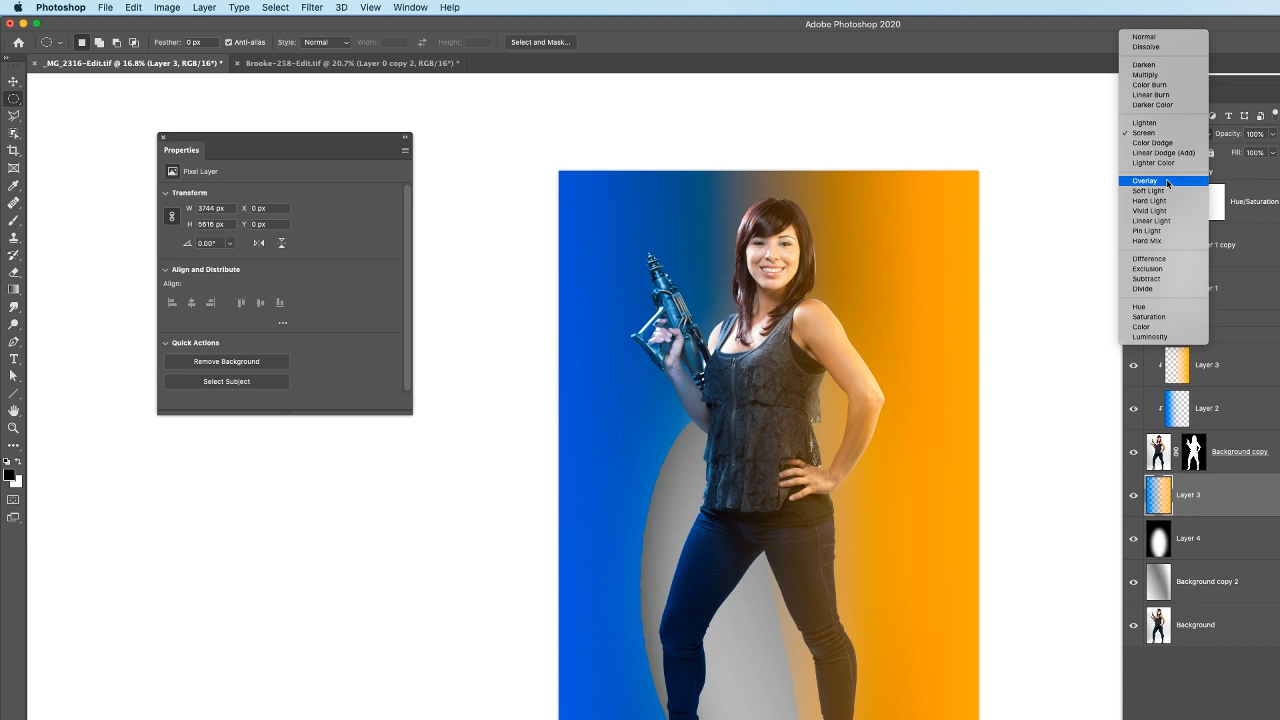 Photoshop File Edit Image Layer Type Select Filter 3D View Window Help
Adobe Photoshop 2020
Feather: 0 px Anti-alias Style: Normal Width: Height: Select and Mask...
_MG_2316-Edit.tif @ 16.8% (Layer 3, RGB/16*) * Brooke-258-Edit.tif @ 20.7% (Layer 0 copy 2, RGB/16*) *
Properties
Pixel Layer
Transform
W 3744 px X 0 px
H 5616 px Y 0 px
0.00°
Align and Distribute
Align:
Quick Actions
Remove Background
Select Subject
Normal
Dissolve
Darken
Multiply
Color Burn
Linear Burn
Darker Color
Lighten
Screen
Color Dodge
Linear Dodge (Add)
Lighter Color
Overlay
Soft Light
Hard Light
Vivid Light
Linear Light
Pin Light
Hard Mix
Difference
Exclusion
Subtract
Divide
Hue
Saturation
Color
Luminosity
Opacity: 100%
Fill: 100%
Hue/Saturation
1 copy
Layer 3
Layer 2
Background copy
Layer 3
Layer 4
Background copy 2
Background